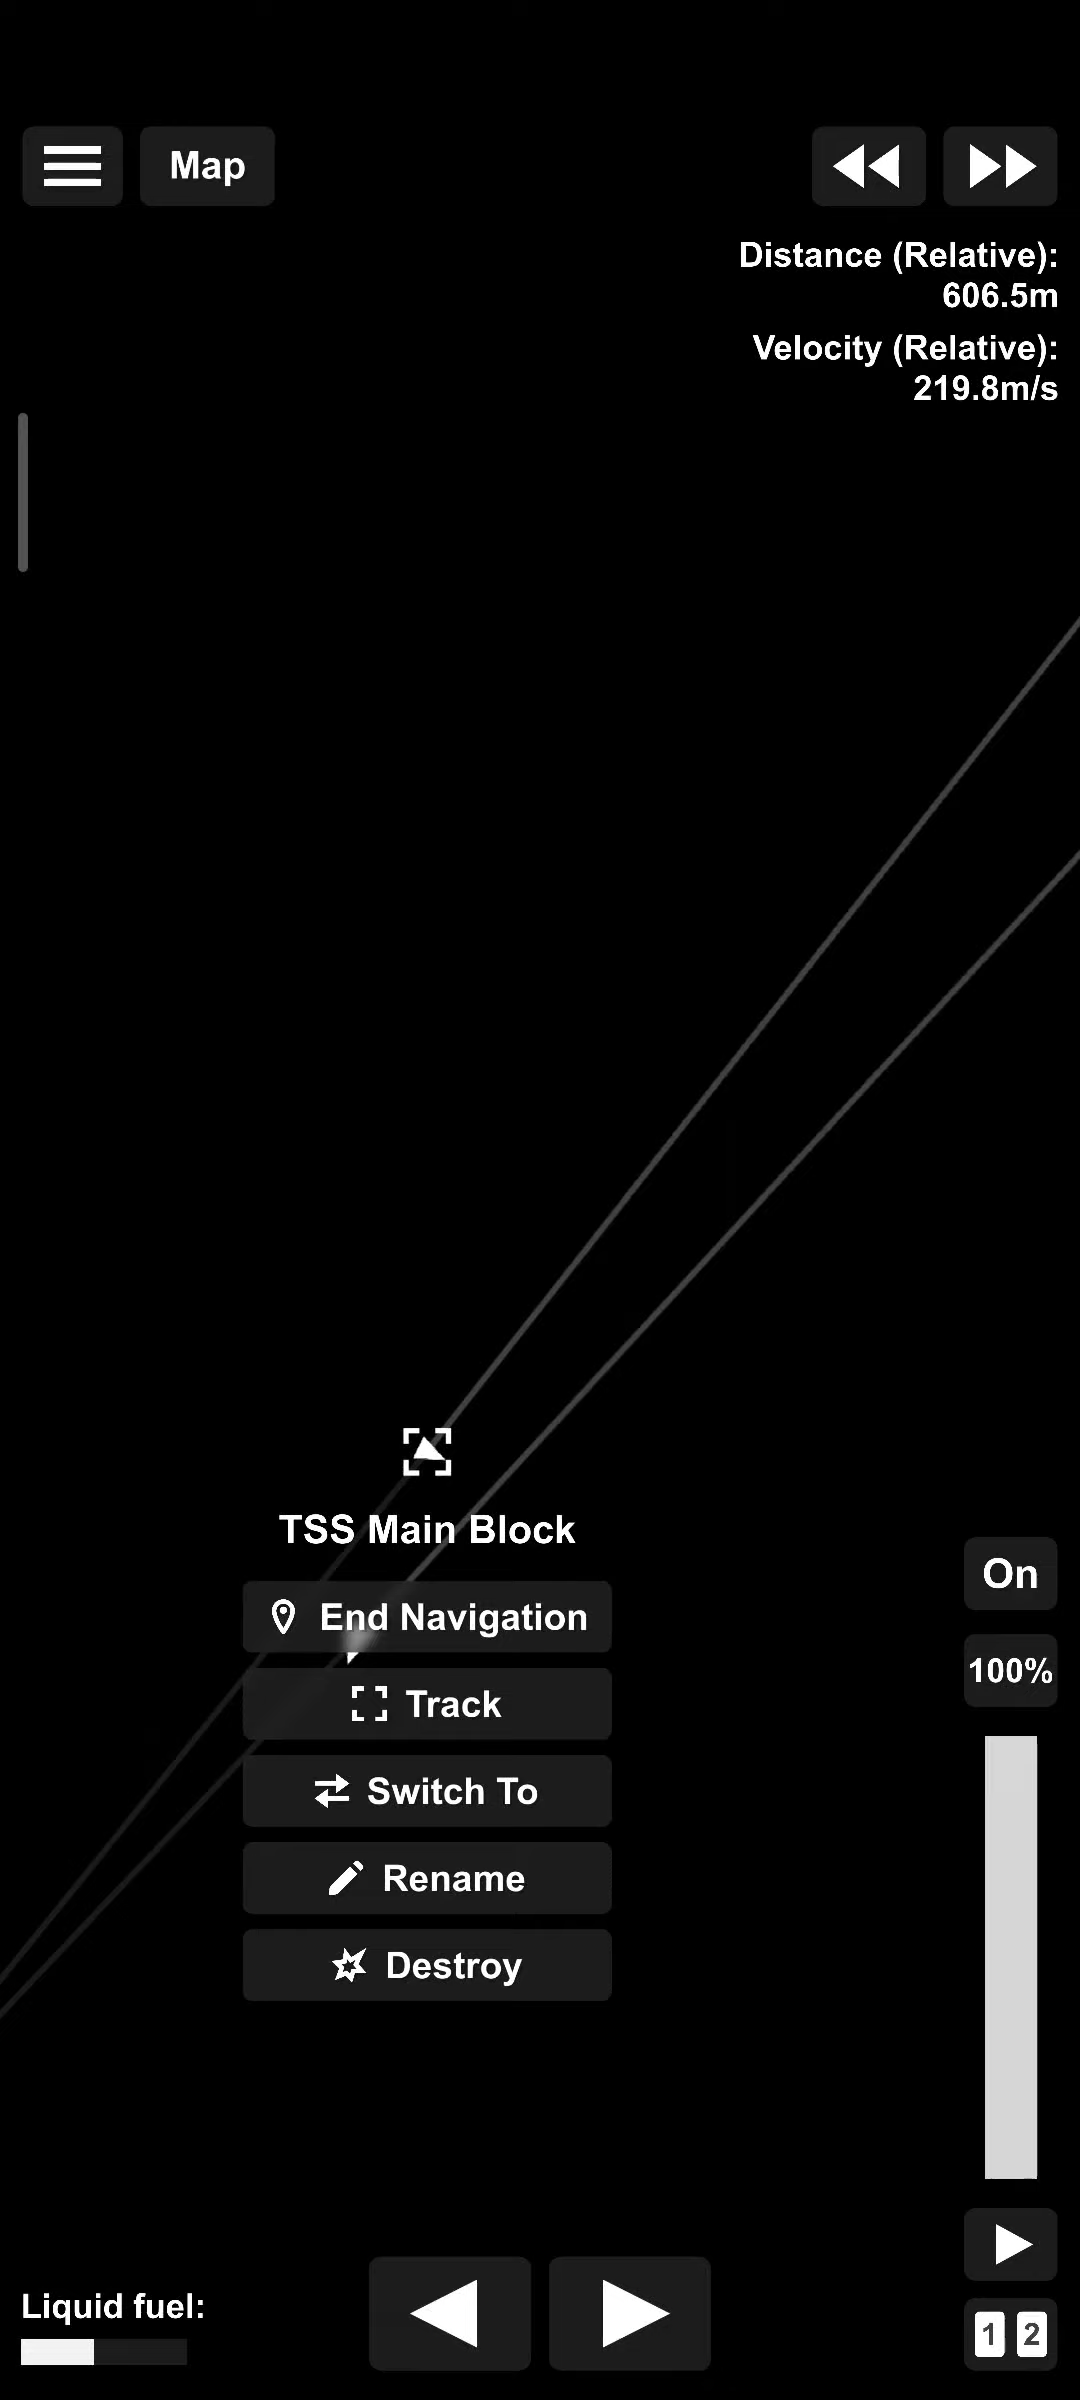 Map
Distance (Relative):
606.5m
Velocity (Relative):
219.8m/s
TSS Main Block
End Navigation
Track
Switch To
Rename
Destroy
On
100%
Liquid fuel:
1 2